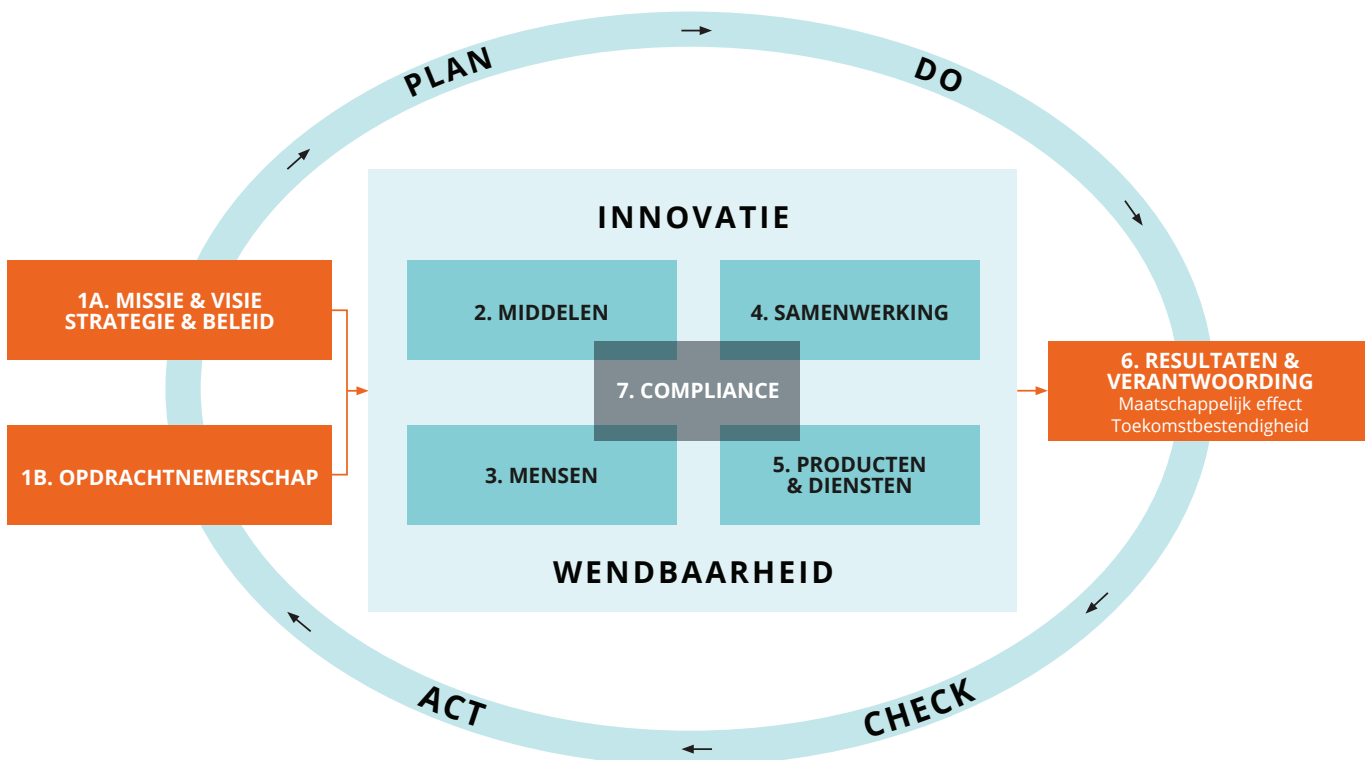 PLAN
DO
INNOVATIE
1A. MISSIE & VISIE
STRATEGIE & BELEID
2. MIDDELEN
4. SAMENWERKING
7. COMPLIANCE
6. RESULTATEN &
VERANTWOORDING
Maatschappelijk effect
Toekomstbestendigheid
1B. OPDRACHTNEMERSCHAP
3. MENSEN
5. PRODUCTEN
& DIENSTEN
WENDBAARHEID
ACT
CHECK